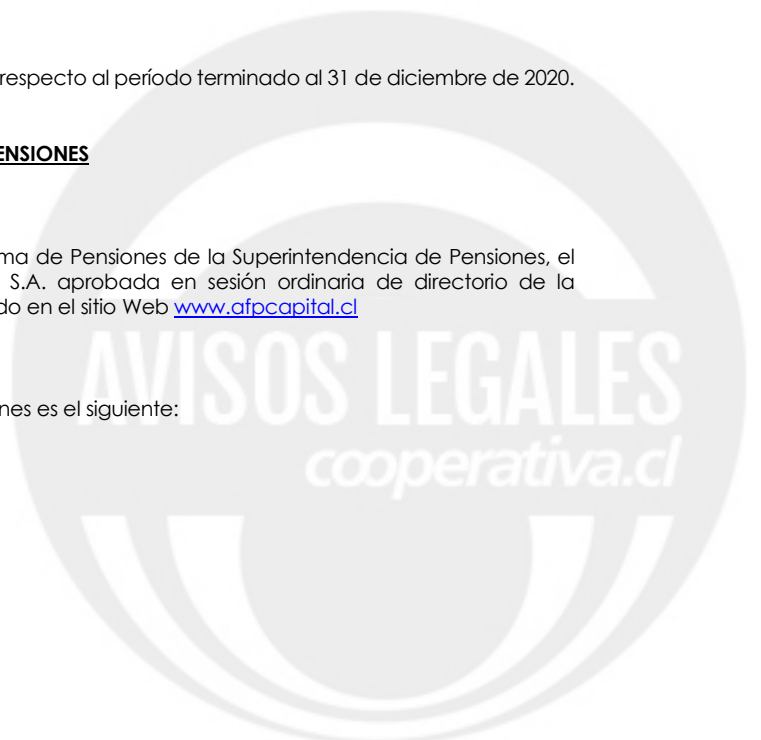 respecto al período terminado al 31 de diciembre de 2020.
ENSIONES
ma de Pensiones de la Superintendencia de Pensiones, el
S.A. aprobada en sesión ordinaria de directorio de la
do en el sitio Web www.afpcapital.cl
AVISOS LEGALES
nes es el siguiente:
cooperativa.cl